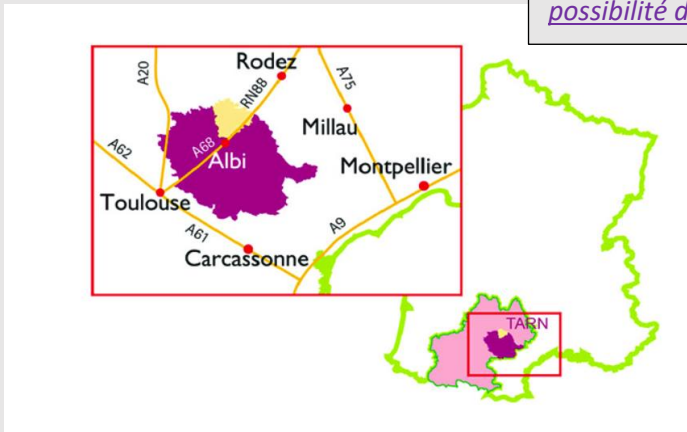 possibilité d
Rodez
A20
A75
RN88
Millau
A62
A68
Albi
Montpellier
Toulouse
A61
A9
Carcassonne
TARN